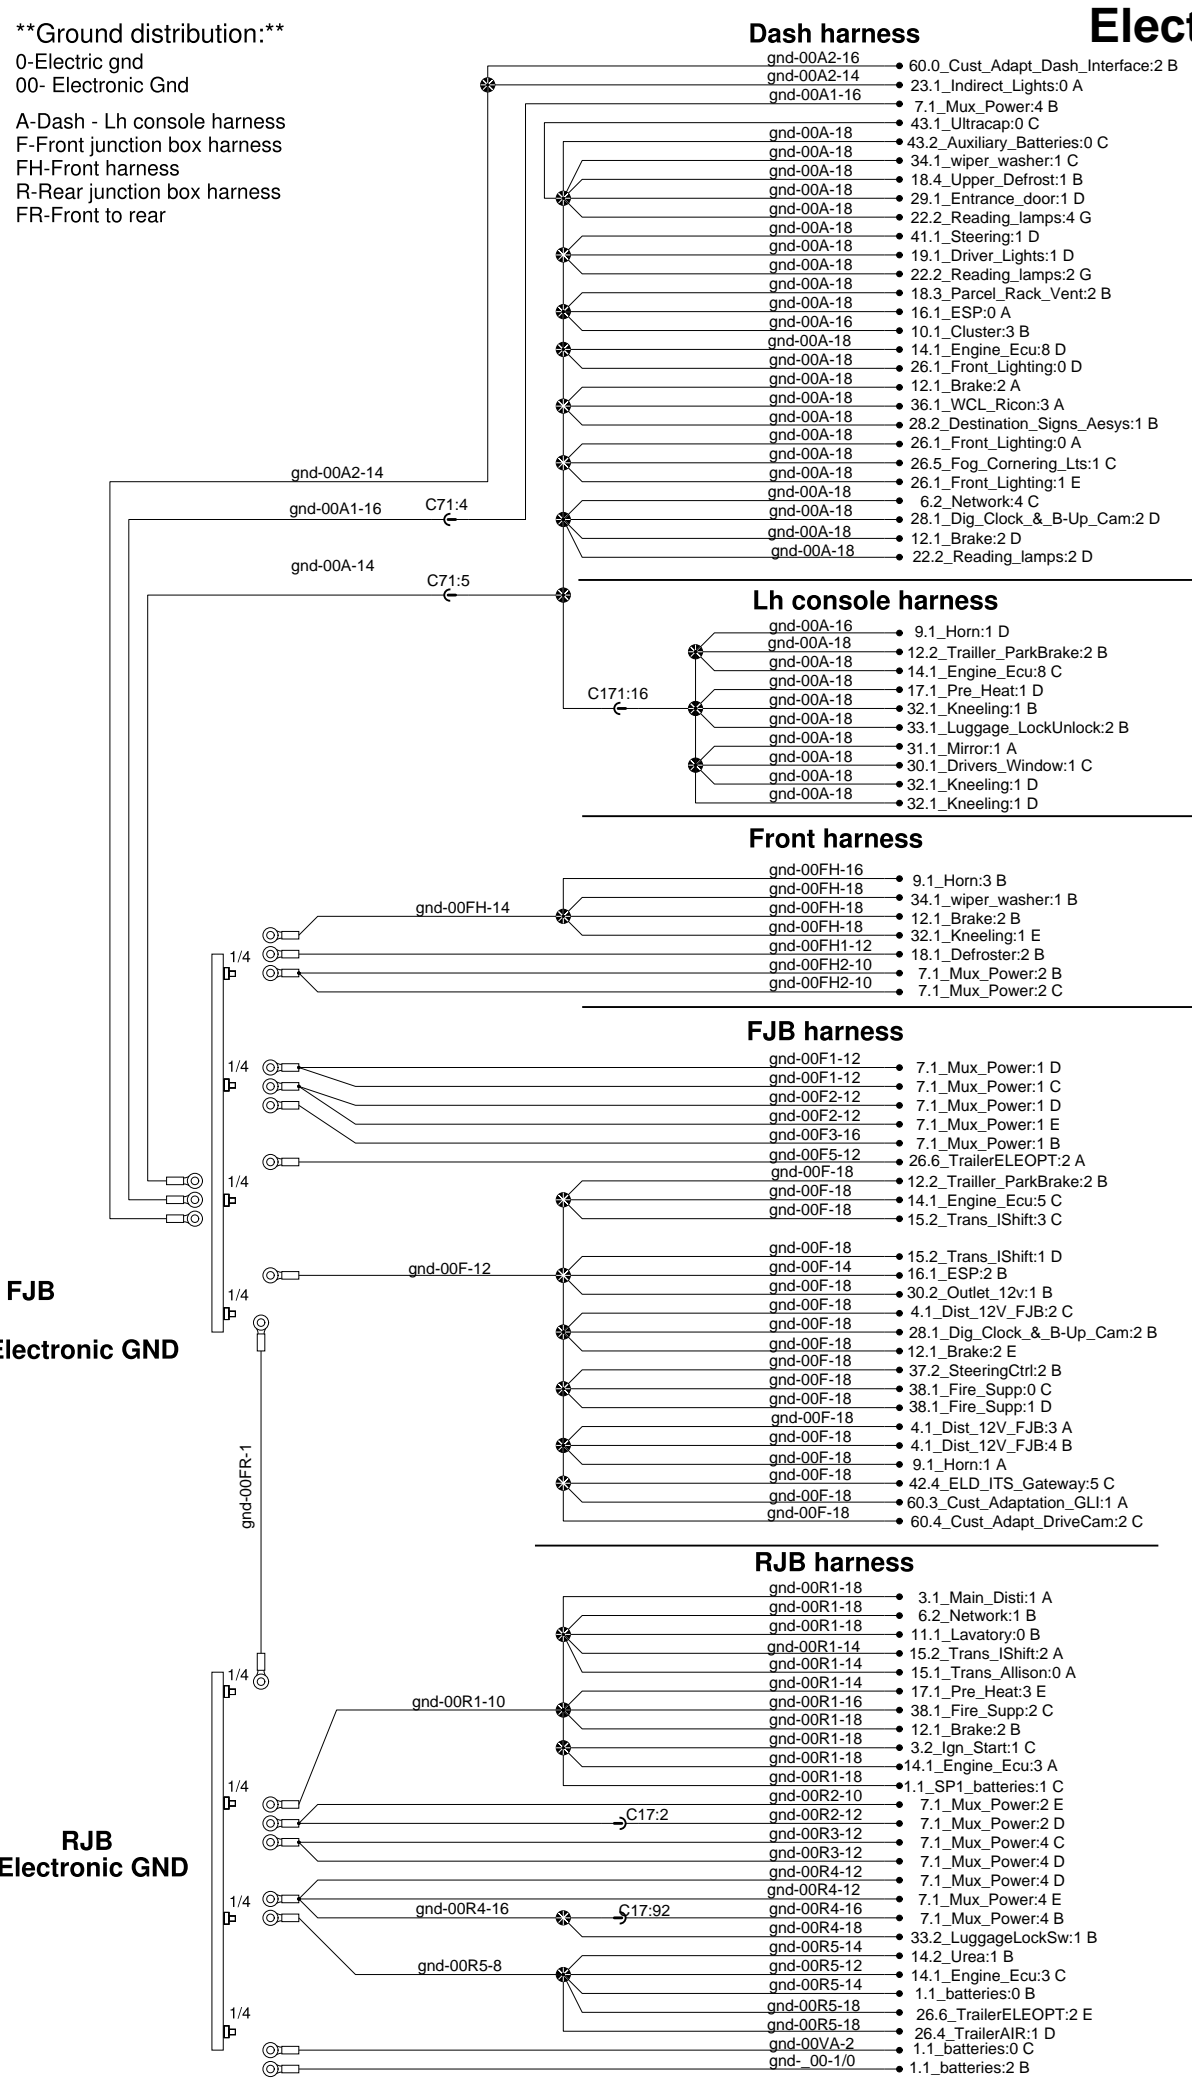 **Ground distribution:**
0-Electric gnd
00- Electronic Gnd
A-Dash - Lh console harness
F-Front junction box harness
FH-Front harness
R-Rear junction box harness
FR-Front to rear
Elect
Dash harness
gnd-00A2-16 60.0_Cust_Adapt_Dash_Interface:2 B
gnd-00A2-14 23.1_Indirect_Lights:0 A
gnd-00A1-16 7.1_Mux_Power:4 B
43.1_Ultracap:0 C
gnd-00A-18 43.2_Auxiliary_Batteries:0 C
gnd-00A-18 34.1_wiper_washer:1 C
gnd-00A-18 18.4_Upper_Defrost:1 B
gnd-00A-18 29.1_Entrance_door:1 D
gnd-00A-18 22.2_Reading_lamps:4 G
gnd-00A-18 41.1_Steering:1 D
gnd-00A-18 19.1_Driver_Lights:1 D
gnd-00A-18 22.2_Reading_lamps:2 G
gnd-00A-18 18.3_Parcel_Rack_Vent:2 B
gnd-00A-18 16.1_ESP:0 A
gnd-00A-16 10.1_Cluster:3 B
gnd-00A-18 14.1_Engine_Ecu:8 D
gnd-00A-18 26.1_Front_Lighting:0 D
gnd-00A-18 12.1_Brake:2 A
gnd-00A-18 36.1_WCL_Ricon:3 A
gnd-00A-18 28.2_Destination_Signs_Aesys:1 B
gnd-00A-18 26.1_Front_Lighting:0 A
gnd-00A-18 26.5_Fog_Cornering_Lts:1 C
gnd-00A-18 26.1_Front_Lighting:1 E
gnd-00A-18 6.2_Network:4 C
gnd-00A-18 28.1_Dig_Clock_&_B-Up_Cam:2 D
gnd-00A-18 12.1_Brake:2 D
gnd-00A-18 22.2_Reading_lamps:2 D
gnd-00A2-14
gnd-00A1-16 C71:4
gnd-00A-14
C71:5
Lh console harness
gnd-00A-16 9.1_Horn:1 D
gnd-00A-18 12.2_Trailler_ParkBrake:2 B
gnd-00A-18 14.1_Engine_Ecu:8 C
gnd-00A-18 17.1_Pre_Heat:1 D
C171:16
gnd-00A-18 32.1_Kneeling:1 B
gnd-00A-18 33.1_Luggage_LockUnlock:2 B
gnd-00A-18 31.1_Mirror:1 A
gnd-00A-18 30.1_Drivers_Window:1 C
gnd-00A-18 32.1_Kneeling:1 D
gnd-00A-18 32.1_Kneeling:1 D
Front harness
gnd-00FH-16 9.1_Horn:3 B
gnd-00FH-18 34.1_wiper_washer:1 B
gnd-00FH-14
gnd-00FH-18 12.1_Brake:2 B
gnd-00FH-18 32.1_Kneeling:1 E
gnd-00FH1-12 18.1_Defroster:2 B
1/4
gnd-00FH2-10 7.1_Mux_Power:2 B
gnd-00FH2-10 7.1_Mux_Power:2 C
FJB harness
1/4
gnd-00F1-12 7.1_Mux_Power:1 D
gnd-00F1-12 7.1_Mux_Power:1 C
gnd-00F2-12 7.1_Mux_Power:1 D
gnd-00F2-12 7.1_Mux_Power:1 E
gnd-00F3-16 7.1_Mux_Power:1 B
gnd-00F5-12 26.6_TrailerELEOPT:2 A
1/4
gnd-00F-18 12.2_Trailler_ParkBrake:2 B
gnd-00F-18 14.1_Engine_Ecu:5 C
gnd-00F-18 15.2_Trans_IShift:3 C
gnd-00F-18 15.2_Trans_IShift:1 D
gnd-00F-12
gnd-00F-14 16.1_ESP:2 B
FJB
1/4
gnd-00F-18 30.2_Outlet_12v:1 B
gnd-00F-18 4.1_Dist_12V_FJB:2 C
gnd-00F-18 28.1_Dig_Clock_&_B-Up_Cam:2 B
Electronic GND
gnd-00F-18 12.1_Brake:2 E
gnd-00F-18 37.2_SteeringCtrl:2 B
gnd-00F-18 38.1_Fire_Supp:0 C
gnd-00F-18 38.1_Fire_Supp:1 D
gnd-00F-18 4.1_Dist_12V_FJB:3 A
gnd-00F-18 4.1_Dist_12V_FJB:4 B
gnd-00F-18 9.1_Horn:1 A
gnd-00F-18 42.4_ELD_ITS_Gateway:5 C
gnd-00F-18 60.3_Cust_Adaptation_GLI:1 A
gnd-00F-18 60.4_Cust_Adapt_DriveCam:2 C
gnd-00FR-1
RJB harness
gnd-00R1-18 3.1_Main_Disti:1 A
gnd-00R1-18 6.2_Network:1 B
gnd-00R1-18 11.1_Lavatory:0 B
gnd-00R1-14 15.2_Trans_IShift:2 A
1/4
gnd-00R1-14 15.1_Trans_Allison:0 A
gnd-00R1-14 17.1_Pre_Heat:3 E
gnd-00R1-10
gnd-00R1-16 38.1_Fire_Supp:2 C
gnd-00R1-18 12.1_Brake:2 B
gnd-00R1-18 3.2_Ign_Start:1 C
gnd-00R1-18 14.1_Engine_Ecu:3 A
1/4
gnd-00R1-18 1.1_SP1_batteries:1 C
gnd-00R2-10 7.1_Mux_Power:2 E
C17:2 gnd-00R2-12 7.1_Mux_Power:2 D
RJB
Electronic GND
gnd-00R3-12 7.1_Mux_Power:4 C
gnd-00R3-12 7.1_Mux_Power:4 D
gnd-00R4-12 7.1_Mux_Power:4 D
1/4
gnd-00R4-12 7.1_Mux_Power:4 E
gnd-00R4-16 C17:92 gnd-00R4-16 7.1_Mux_Power:4 B
gnd-00R4-18 33.2_LuggageLockSw:1 B
gnd-00R5-14 14.2_Urea:1 B
gnd-00R5-8
gnd-00R5-12 14.1_Engine_Ecu:3 C
gnd-00R5-14 1.1_batteries:0 B
1/4
gnd-00R5-18 26.6_TrailerELEOPT:2 E
gnd-00R5-18 26.4_TrailerAIR:1 D
gnd-00VA-2 1.1_batteries:0 C
gnd-_00-1/0 1.1_batteries:2 B